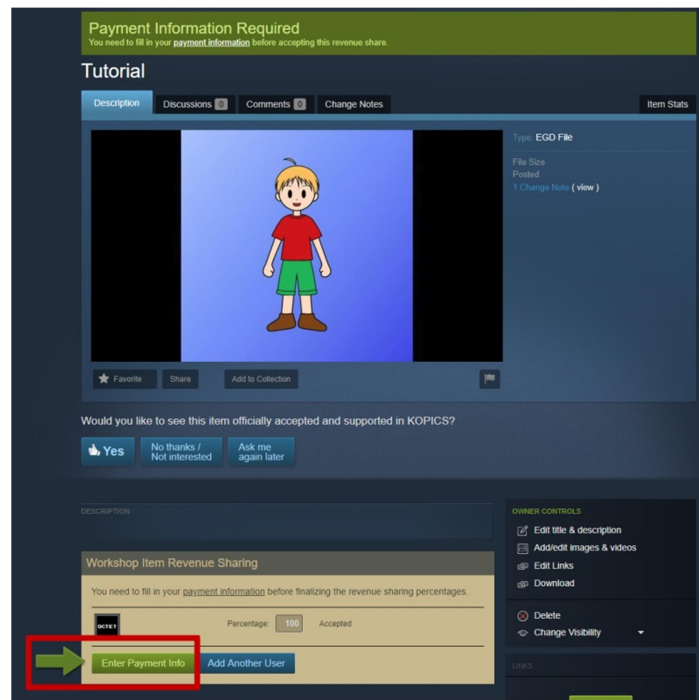 Payment Information Required
You need to fill in your payment information before accepting this revenue share.
Tutorial
Description Discussions 0 Comments 0 Change Notes Item Stats
Type: EGD File
File Size
Posted
1 Change Note ( view )
Favorite Share Add to Collection
Would you like to see this item officially accepted and supported in KOPICS?
Yes
No thanks /
Not interested
Ask me
again later
DESCRIPTION
Workshop Item Revenue Sharing
You need to fill in your payment information before finalizing the revenue sharing percentages.
OCTET Percentage: 100 Accepted
Enter Payment Info Add Another User
OWNER CONTROLS
Edit title & description
Add/edit images & videos
Edit Links
Download
Delete
Change Visibility
LINKS